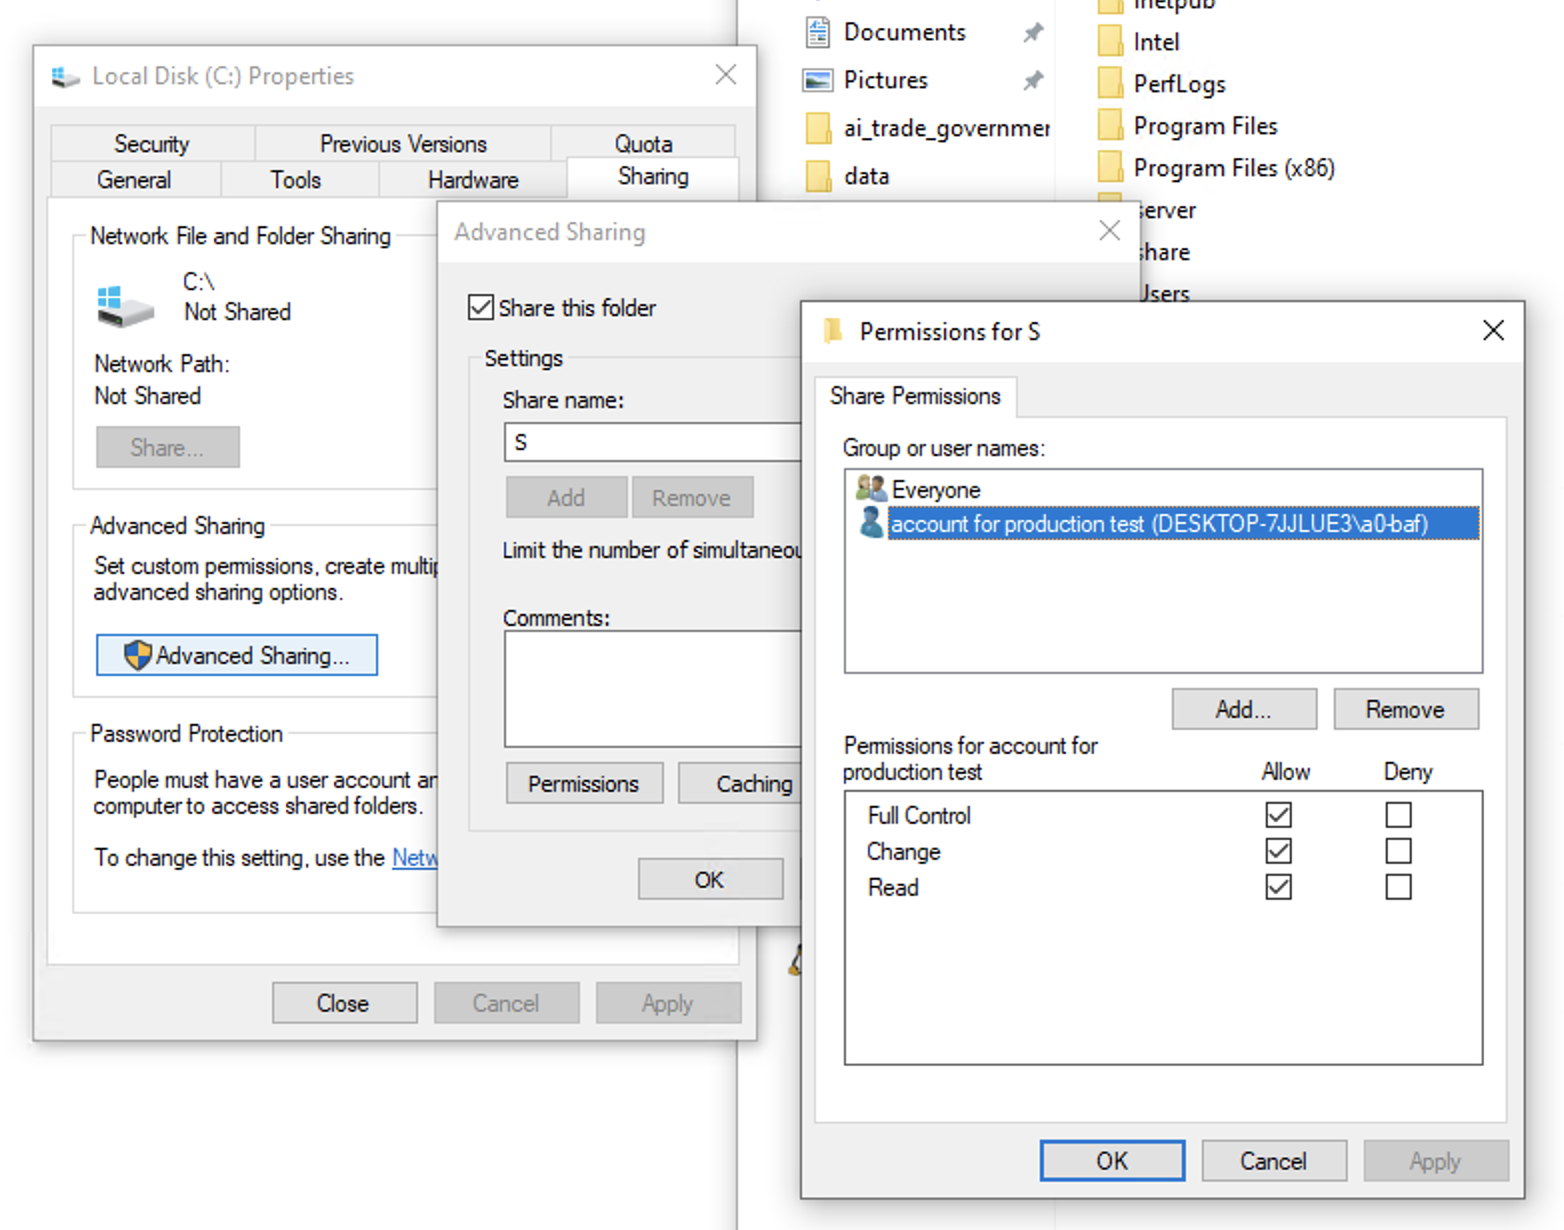 Local Disk (C:) Properties
Security
Previous Versions
Quota
General
Tools
Hardware
Sharing
Network File and Folder Sharing
C:\
Not Shared
Network Path:
Not Shared
Share...
Advanced Sharing
Set custom permissions, create multip
advanced sharing options.
Advanced Sharing...
Password Protection
People must have a user account an
computer to access shared folders.
To change this setting, use the Netw
Close
Cancel
Apply
Documents
Pictures
ai_trade_governmer
data
Inetpub
Intel
PerfLogs
Program Files
Program Files (x86)
server
share
Users
Advanced Sharing
Share this folder
Settings
Share name:
S
Add
Remove
Limit the number of simultaneou
Comments:
Permissions
Caching
OK
Permissions for S
Share Permissions
Group or user names:
Everyone
account for production test (DESKTOP-7JJLUE3\a0-baf)
Add...
Remove
Permissions for account for
production test
Allow
Deny
Full Control
Change
Read
OK
Cancel
Apply